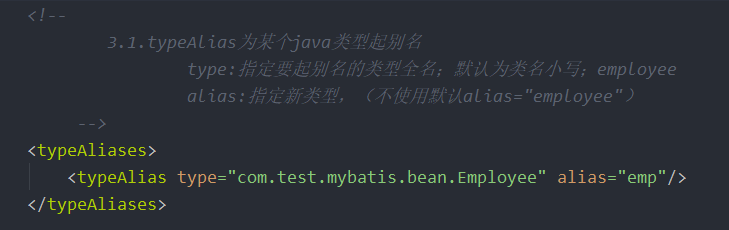 <!--
3.1.typeAlias为某个java类型起别名
type:指定要起别名的类型全名;默认为类名小写;employee
alias:指定新类型，（不使用默认alias="employee"）
-->
<typeAliases>
<typeAlias type="com.test.mybatis.bean.Employee" alias="emp"/>
</typeAliases>